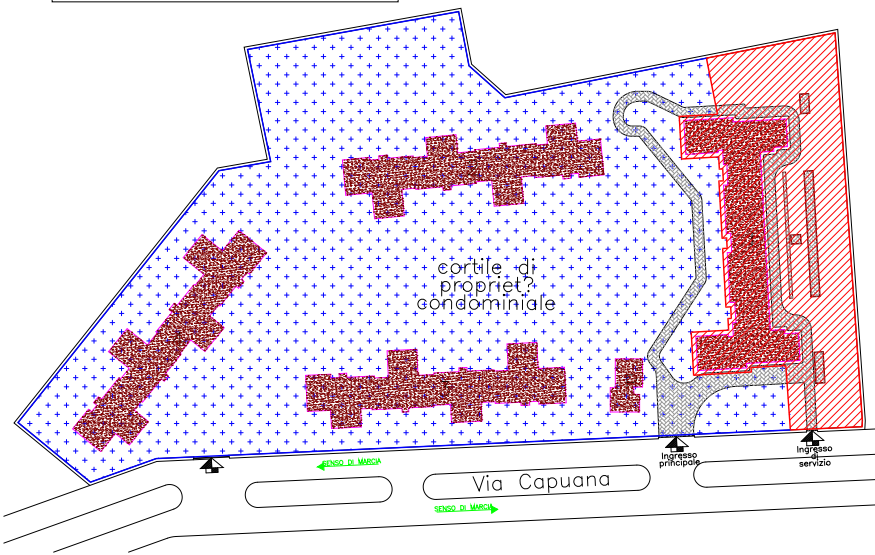 cortile di
propriet?
condominiale
Ingresso
principale
Ingresso
di
servizio
SENSO DI MARCIA
Via Capuana
SENSO DI MARCIA